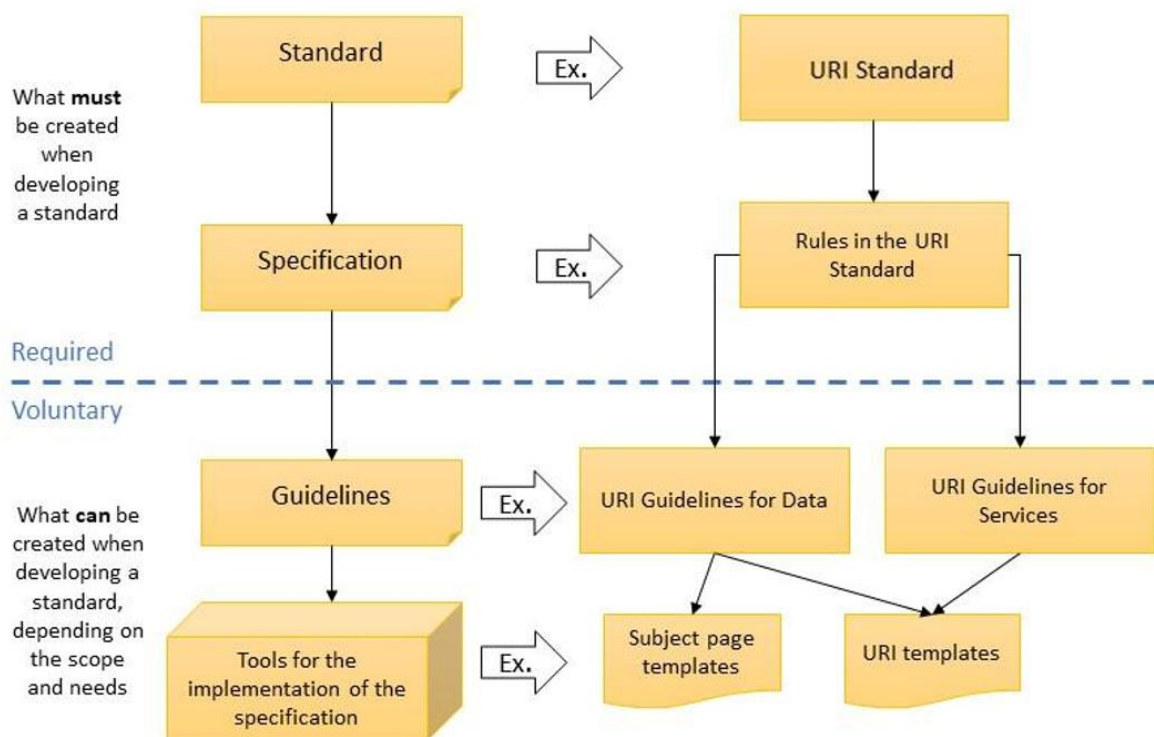 Standard
Ex.
URI Standard
What must
be created
when
developing
a standard
Specification
Ex.
Rules in the URI
Standard
Required
Voluntary
Guidelines
Ex.
URI Guidelines for Data
URI Guidelines for
Services
What can be
created when
developing a
standard,
depending on
the scope
and needs
Tools for the
implementation of the
specification
Ex.
Subject page
templates
URI templates